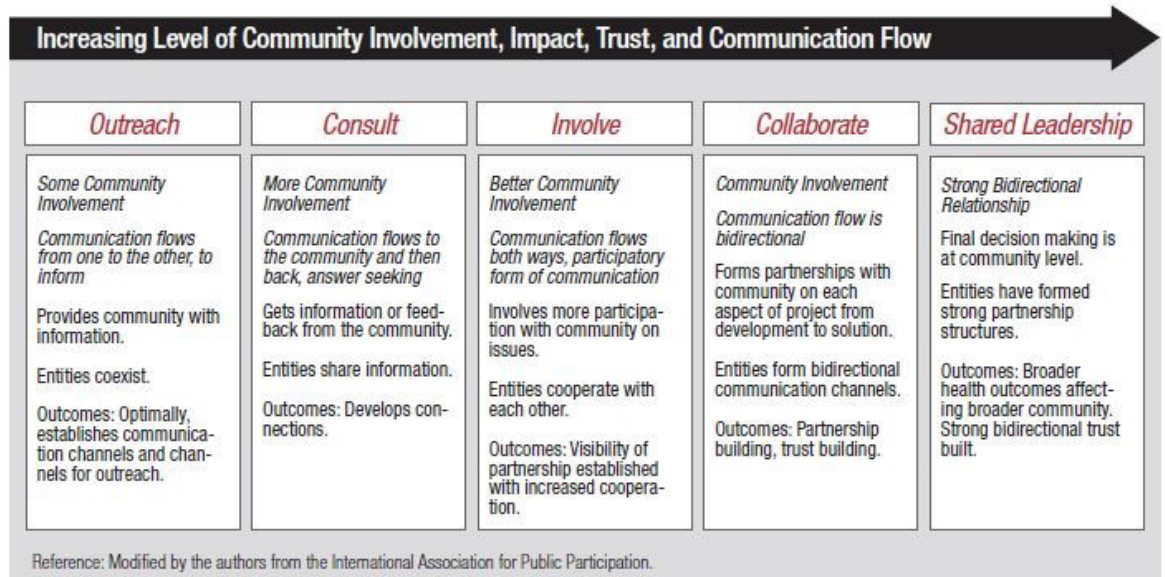 Increasing Level of Community Involvement, Impact, Trust, and Communication Flow
Outreach
Some Community
Involvement
Communication flows
from one to the other, to
inform
Provides community with
information.
Entities coexist.
Outcomes: Optimally,
establishes communica-
tion channels and chan-
nels for outreach.
Consult
More Community
Involvement
Communication flows to
the community and then
back, answer seeking
Gets information or feed-
back from the community.
Entities share information.
Outcomes: Develops con-
nections.
Involve
Better Community
Involvement
Communication flows
both ways, participatory
form of communication
Involves more participa-
tion with community on
issues.
Entities cooperate with
each other.
Outcomes: Visibility of
partnership established
with increased coopera-
tion.
Collaborate
Community Involvement
Communication flow is
bidirectional
Forms partnerships with
community on each
aspect of project from
development to solution.
Entities form bidirectional
communication channels.
Outcomes: Partnership
building, trust building.
Shared Leadership
Strong Bidirectional
Relationship
Final decision making is
at community level.
Entities have formed
strong partnership
structures.
Outcomes: Broader
health outcomes affect-
ing broader community.
Strong bidirectional trust
built.
Reference: Modified by the authors from the International Association for Public Participation.